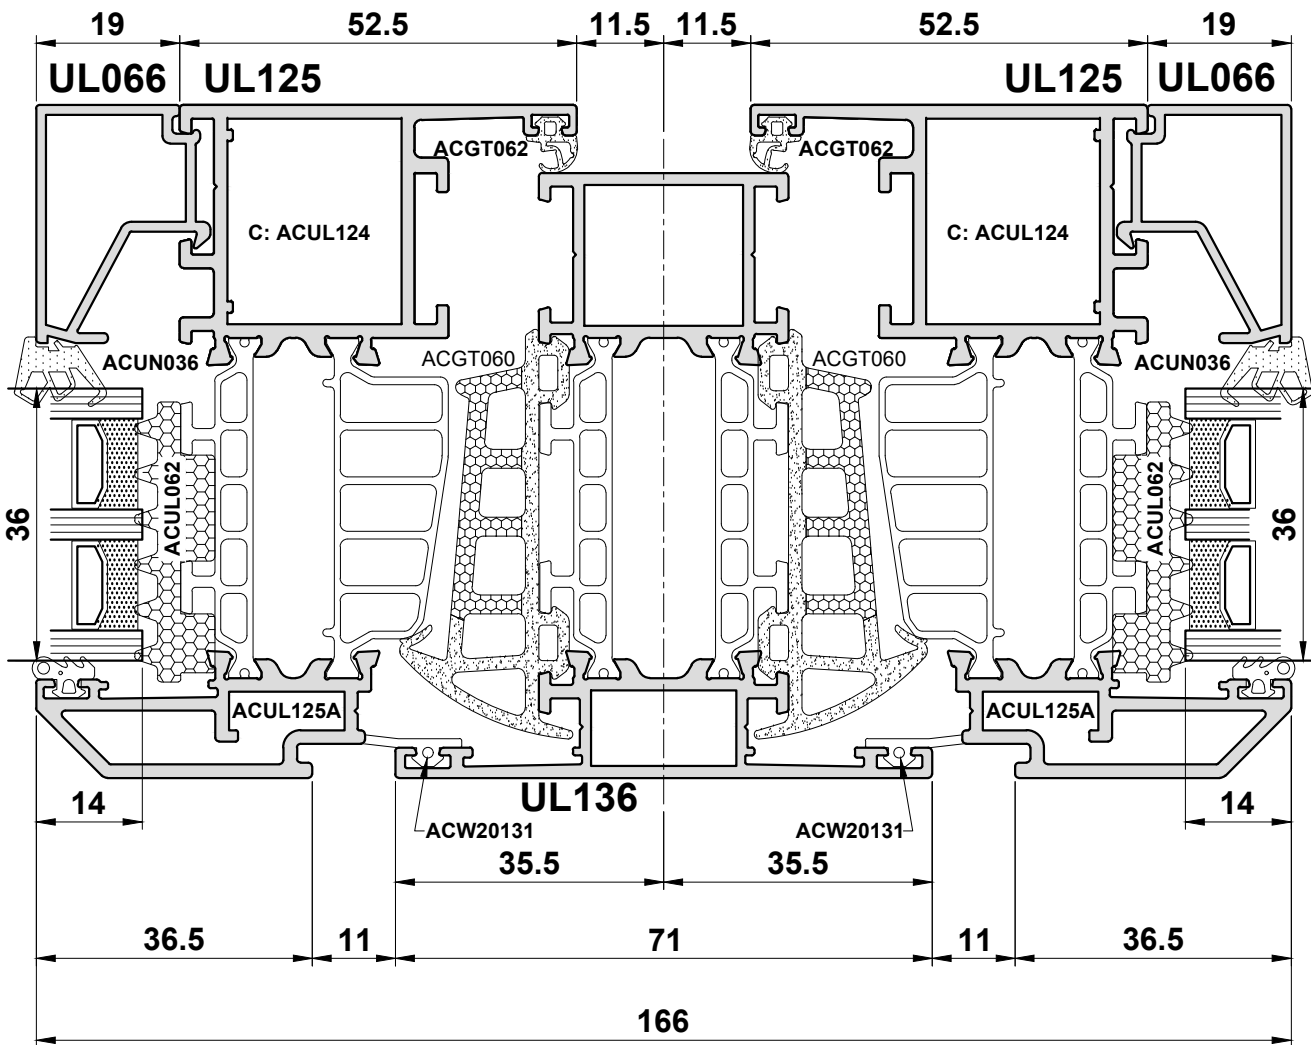 19 52.5 11.5 11.5 52.5 19
UL066 UL125 UL125 UL066
ACGT062 ACGT062
C: ACUL124 C: ACUL124
ACUN036 ACGT060 ACGT060 ACUN036
36 ACUL062 ACUL062 36
ACUL125A ACUL125A
14 UL136 14
ACW20131 ACW20131
35.5 35.5
36.5 11 71 11 36.5
166